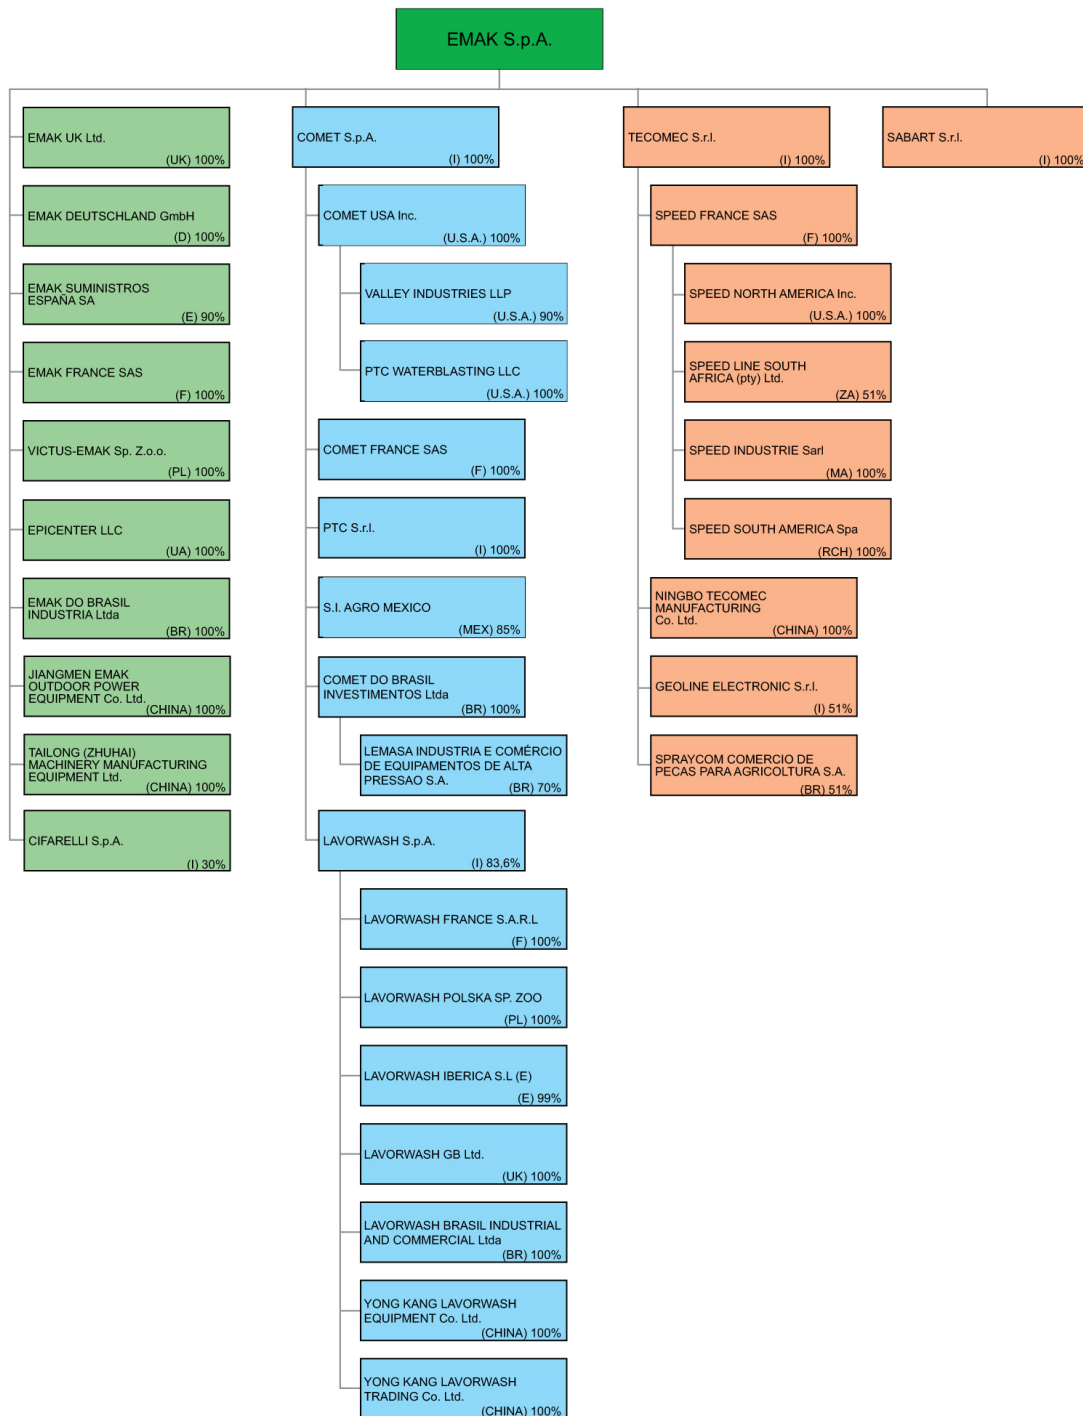 EMAK S.p.A.
EMAK UK Ltd.
(UK) 100%
EMAK DEUTSCHLAND GmbH
(D) 100%
EMAK SUMINISTROS
ESPAÑA SA
(E) 90%
EMAK FRANCE SAS
(F) 100%
VICTUS-EMAK Sp. Z.o.o.
(PL) 100%
EPICENTER LLC
(UA) 100%
EMAK DO BRASIL
INDUSTRIA Ltda
(BR) 100%
JIANGMEN EMAK
OUTDOOR POWER
EQUIPMENT Co. Ltd.
(CHINA) 100%
TAILONG (ZHUHAI)
MACHINERY MANUFACTURING
EQUIPMENT Ltd.
(CHINA) 100%
CIFARELLI S.p.A.
(I) 30%
COMET S.p.A.
(I) 100%
COMET USA Inc.
(U.S.A.) 100%
VALLEY INDUSTRIES LLP
(U.S.A.) 90%
PTC WATERBLASTING LLC
(U.S.A.) 100%
COMET FRANCE SAS
(F) 100%
PTC S.r.l.
(I) 100%
S.I. AGRO MEXICO
(MEX) 85%
COMET DO BRASIL
INVESTIMENTOS Ltda
(BR) 100%
LEMASA INDUSTRIA E COMÉRCIO
DE EQUIPAMENTOS DE ALTA
PRESSAO S.A.
(BR) 70%
LAVORWASH S.p.A.
(I) 83,6%
LAVORWASH FRANCE S.A.R.L
(F) 100%
LAVORWASH POLSKA SP. ZOO
(PL) 100%
LAVORWASH IBERICA S.L (E)
(E) 99%
LAVORWASH GB Ltd.
(UK) 100%
LAVORWASH BRASIL INDUSTRIAL
AND COMMERCIAL Ltda
(BR) 100%
YONG KANG LAVORWASH
EQUIPMENT Co. Ltd.
(CHINA) 100%
YONG KANG LAVORWASH
TRADING Co. Ltd.
(CHINA) 100%
TECOMEC S.r.l.
(I) 100%
SPEED FRANCE SAS
(F) 100%
SPEED NORTH AMERICA Inc.
(U.S.A.) 100%
SPEED LINE SOUTH
AFRICA (pty) Ltd.
(ZA) 51%
SPEED INDUSTRIE Sarl
(MA) 100%
SPEED SOUTH AMERICA Spa
(RCH) 100%
NINGBO TECOMEC
MANUFACTURING
Co. Ltd.
(CHINA) 100%
GEOLINE ELECTRONIC S.r.l.
(I) 51%
SPRAYCOM COMERCIO DE
PECAS PARA AGRICOLTURA S.A.
(BR) 51%
SABART S.r.l.
(I) 100%